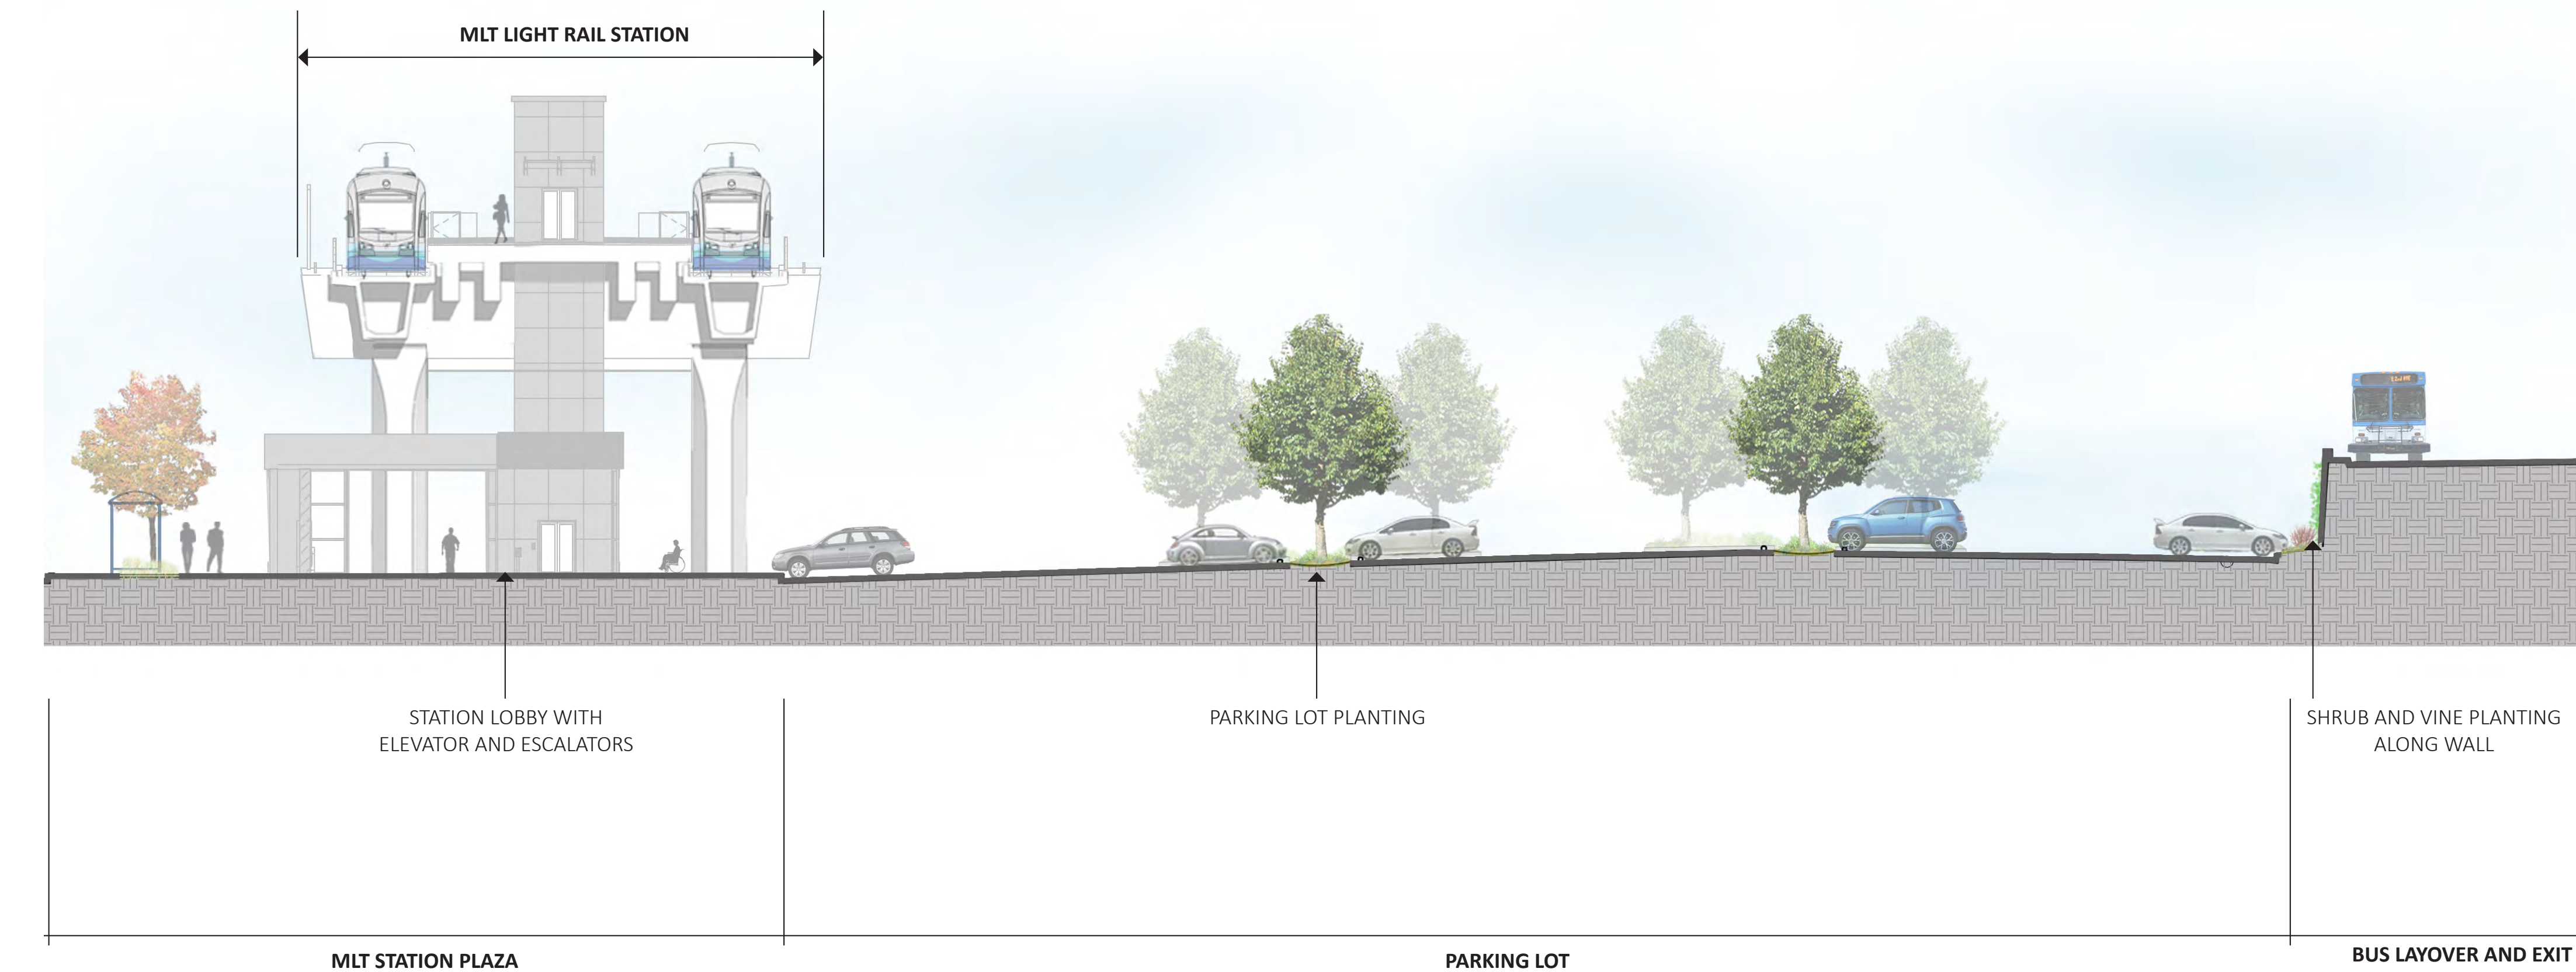 MLT LIGHT RAIL STATION
STATION LOBBY WITH
ELEVATOR AND ESCALATORS
PARKING LOT PLANTING
SHRUB AND VINE PLANTING
ALONG WALL
MLT STATION PLAZA
PARKING LOT
BUS LAYOVER AND EXIT